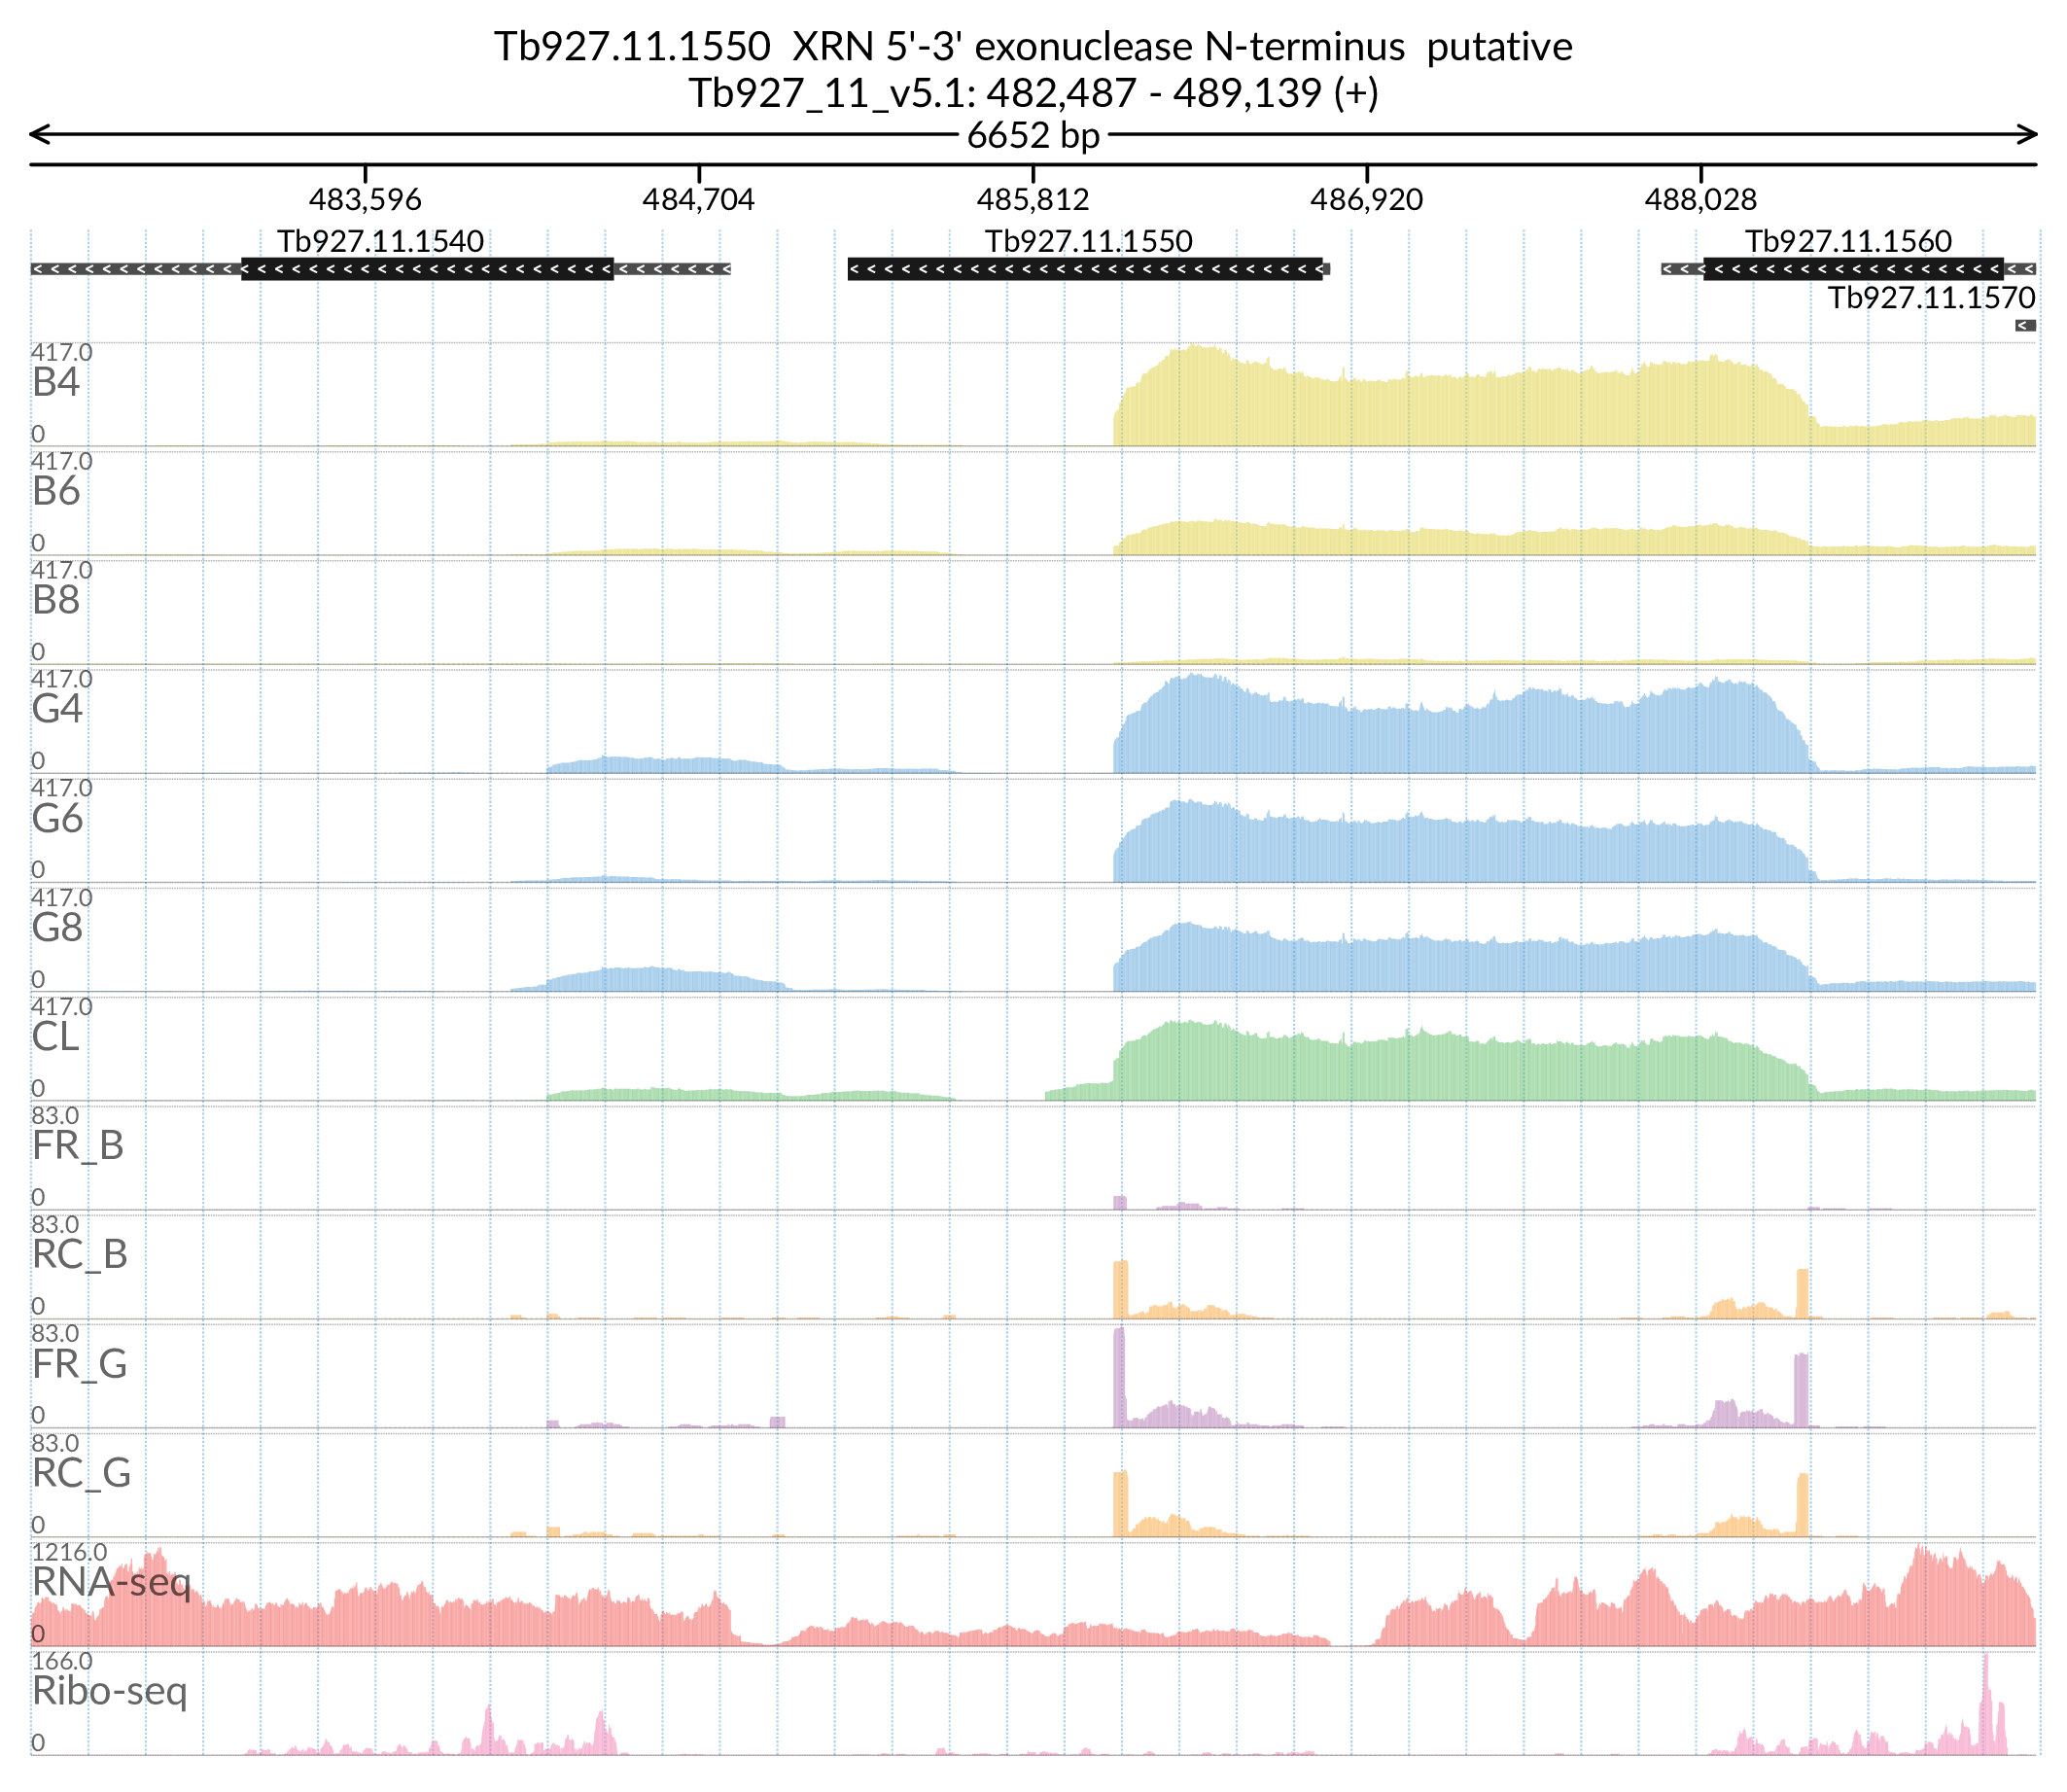 Tb927.11.1550  XRN 5'-3' exonuclease N-terminus  putative
Tb927_11_v5.1: 482,487 - 489,139 (+)
6652 bp
483,596 484,704 485,812 486,920 488,028
Tb927.11.1540 Tb927.11.1550 Tb927.11.1560
Tb927.11.1570
417.0
B4
0
417.0
B6
0
417.0
B8
0
417.0
G4
0
417.0
G6
0
417.0
G8
0
417.0
CL
0
83.0
FR_B
0
83.0
RC_B
0
83.0
FR_G
0
83.0
RC_G
0
1216.0
RNA-seq
0
166.0
Ribo-seq
0